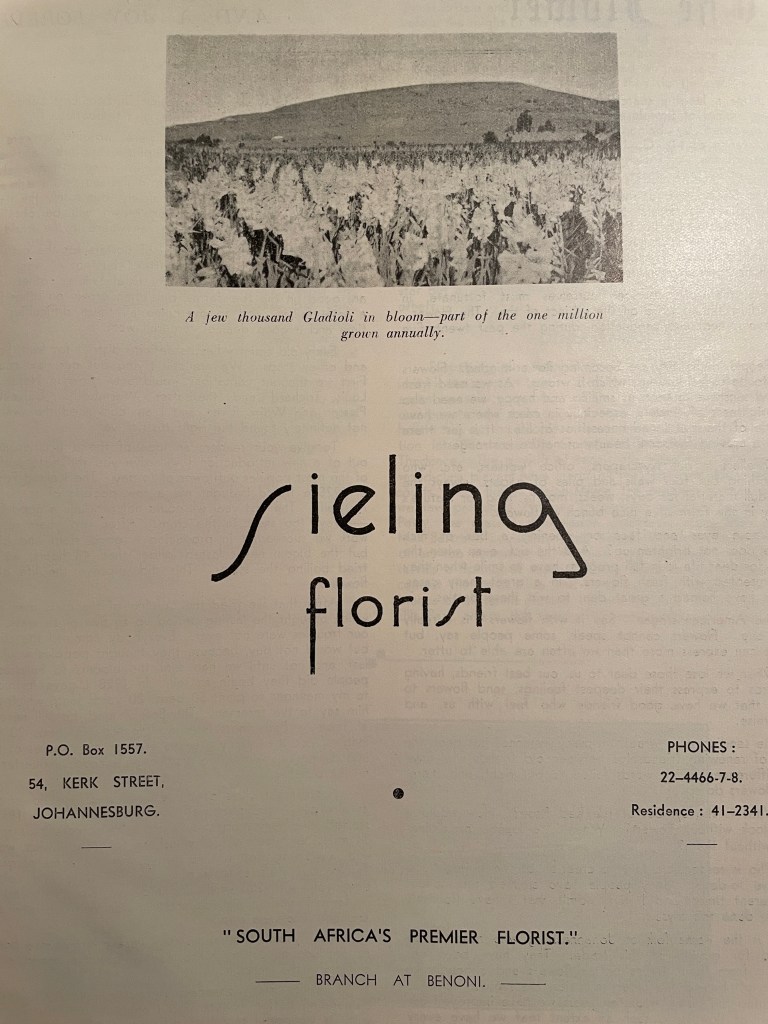 A few thousand Gladioli in bloom—part of the one million
grown annually.
sieling
florist
P.O. Box 1557.
54, KERK STREET,
JOHANNESBURG.
PHONES :
22–4466-7-8.
Residence : 41–2341.
"SOUTH AFRICA'S PREMIER FLORIST."
BRANCH AT BENONI.